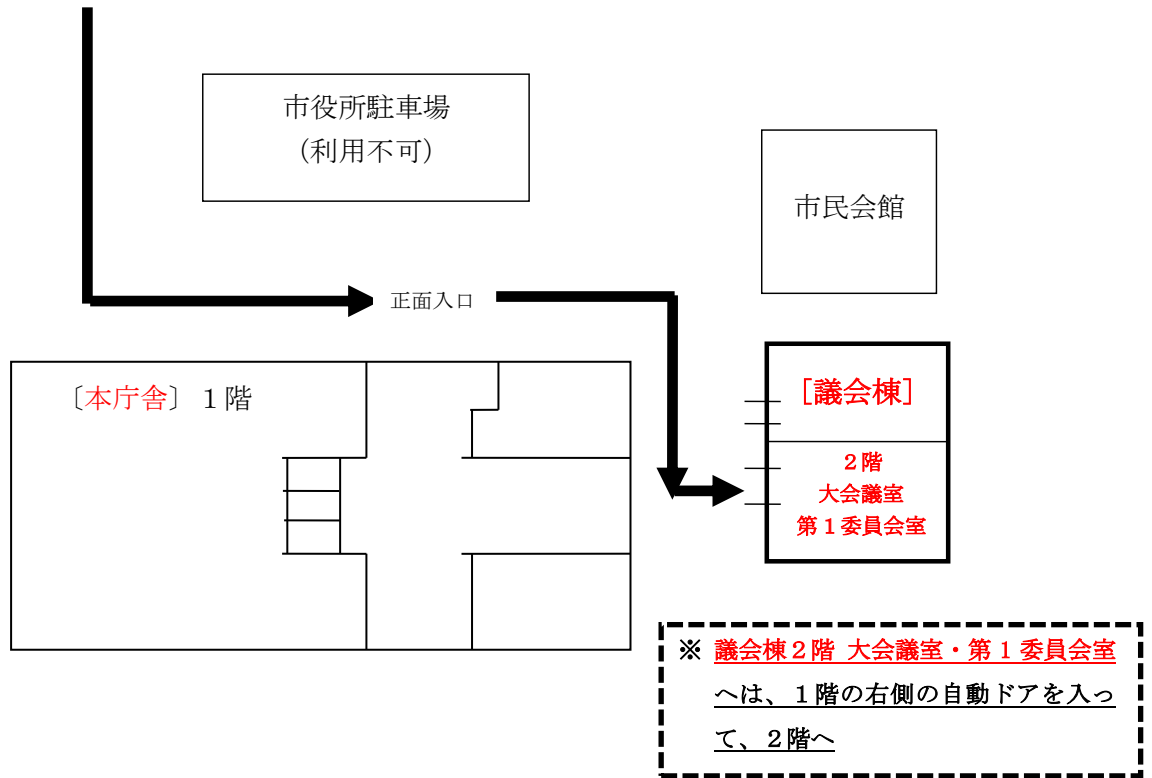 市役所駐車場
（利用不可）
市民会館
正面入口
〔本庁舎〕１階
［議会棟］
２階
大会議室
第１委員会室
※ 議会棟２階 大会議室・第１委員会室
へは、１階の右側の自動ドアを入っ
て、２階へ